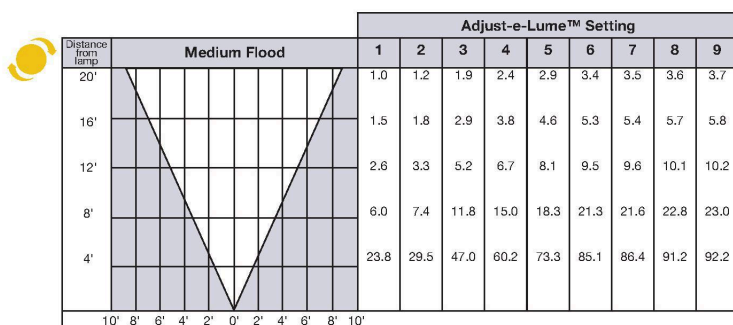 Adjust-e-Lume™ Setting
Distance from lamp Medium Flood 1 2 3 4 5 6 7 8 9
20' 1.0 1.2 1.9 2.4 2.9 3.4 3.5 3.6 3.7
16' 1.5 1.8 2.9 3.8 4.6 5.3 5.4 5.7 5.8
12' 2.6 3.3 5.2 6.7 8.1 9.5 9.6 10.1 10.2
8' 6.0 7.4 11.8 15.0 18.3 21.3 21.6 22.8 23.0
4' 23.8 29.5 47.0 60.2 73.3 85.1 86.4 91.2 92.2
10' 8' 6' 4' 2' 0' 2' 4' 6' 8' 10'